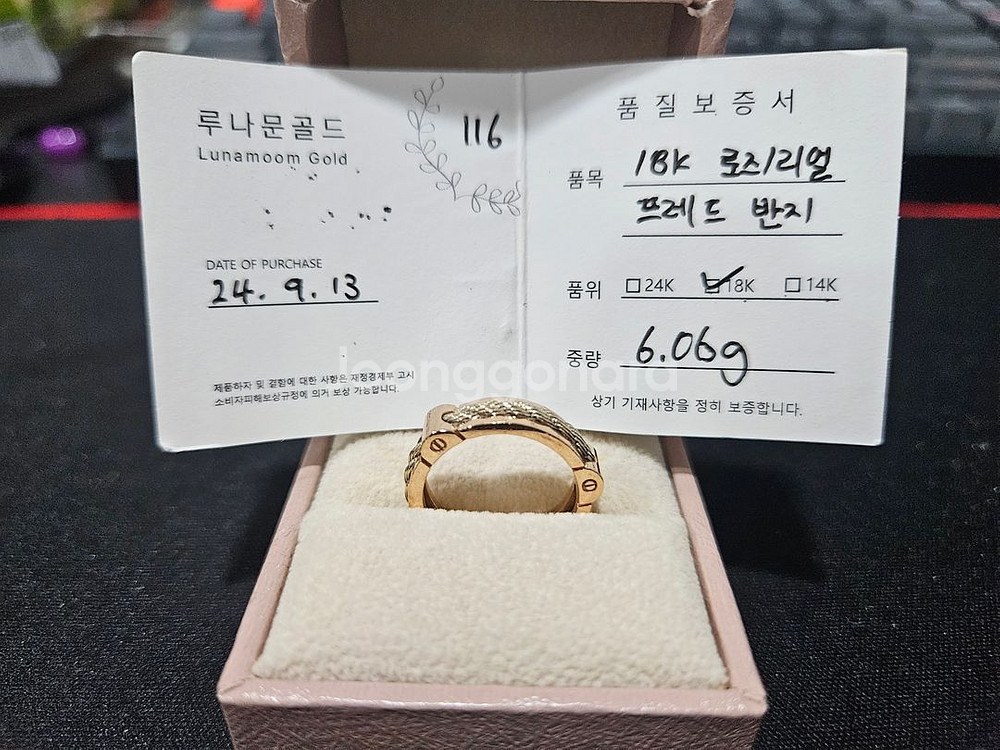 루나문골드
Lunamoom Gold
116
DATE OF PURCHASE
24. 9. 13
제품하자 및 결함에 대한 사항은 재정경제부 고시
소비자피해보상규정에 의거 보상 가능합니다.
품질보증서
품목 18K 로즈/리얼
프레드 반지
품위 □24K ☑18K □14K
중량 6.06g
상기 기재사항을 정히 보증합니다.